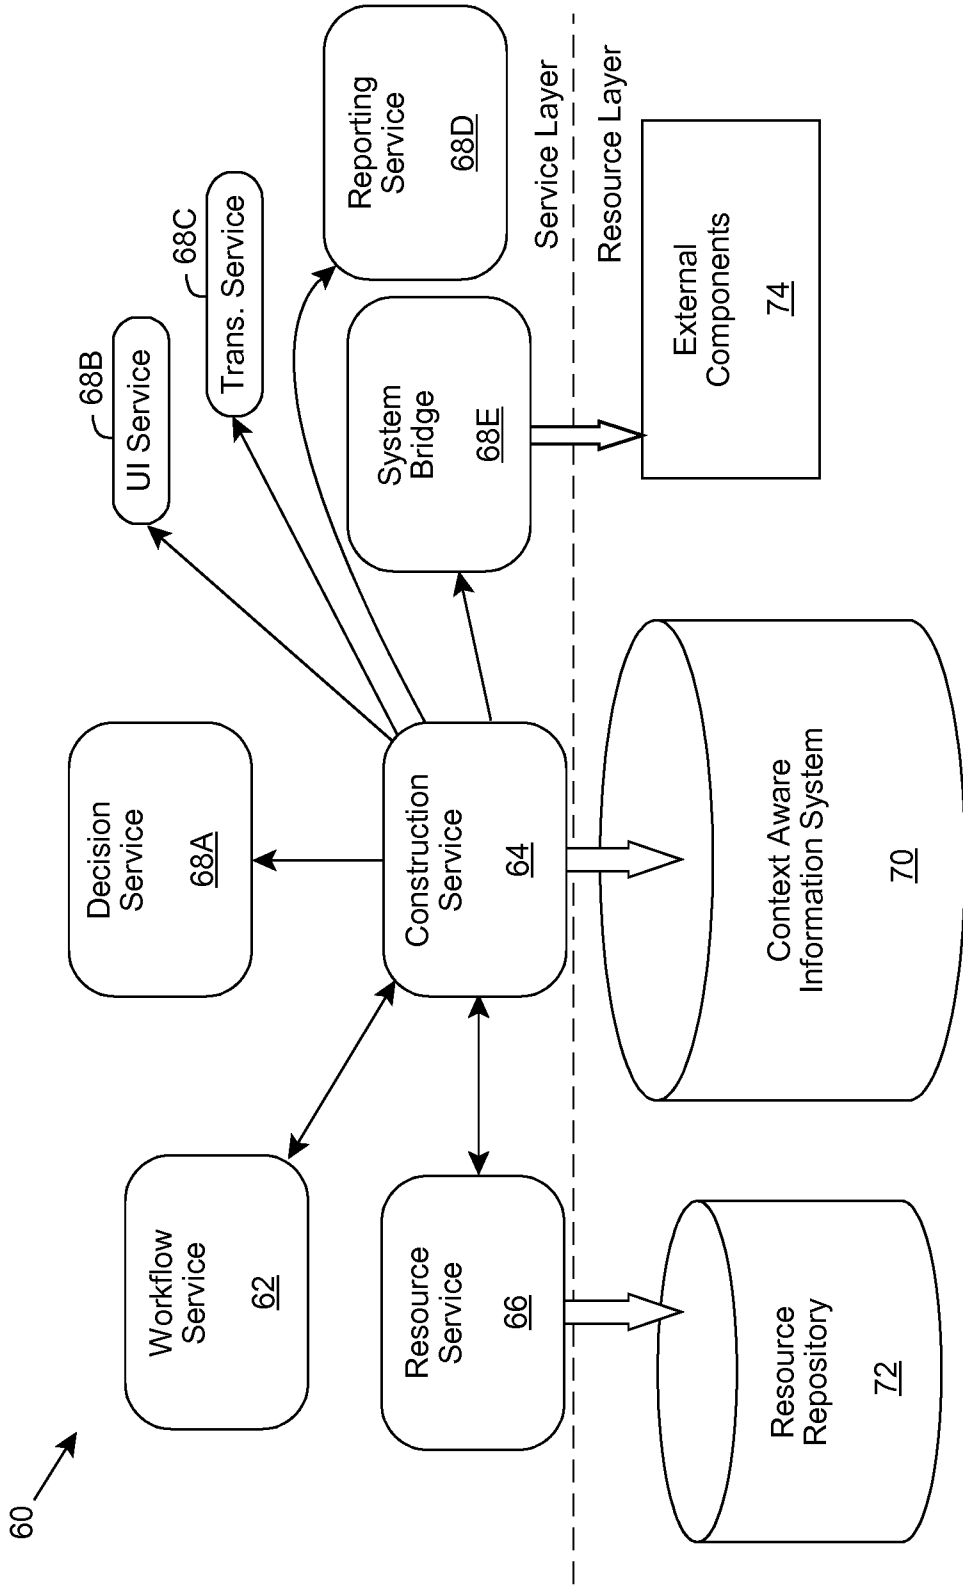 60
Workflow
Service
62
Decision
Service
68A
68B
UI Service
68C
Trans. Service
Reporting
Service
68D
Resource
Service
66
Construction
Service
64
System
Bridge
68E
Service Layer
Resource Layer
Resource
Repository
72
Context Aware
Information System
70
External
Components
74